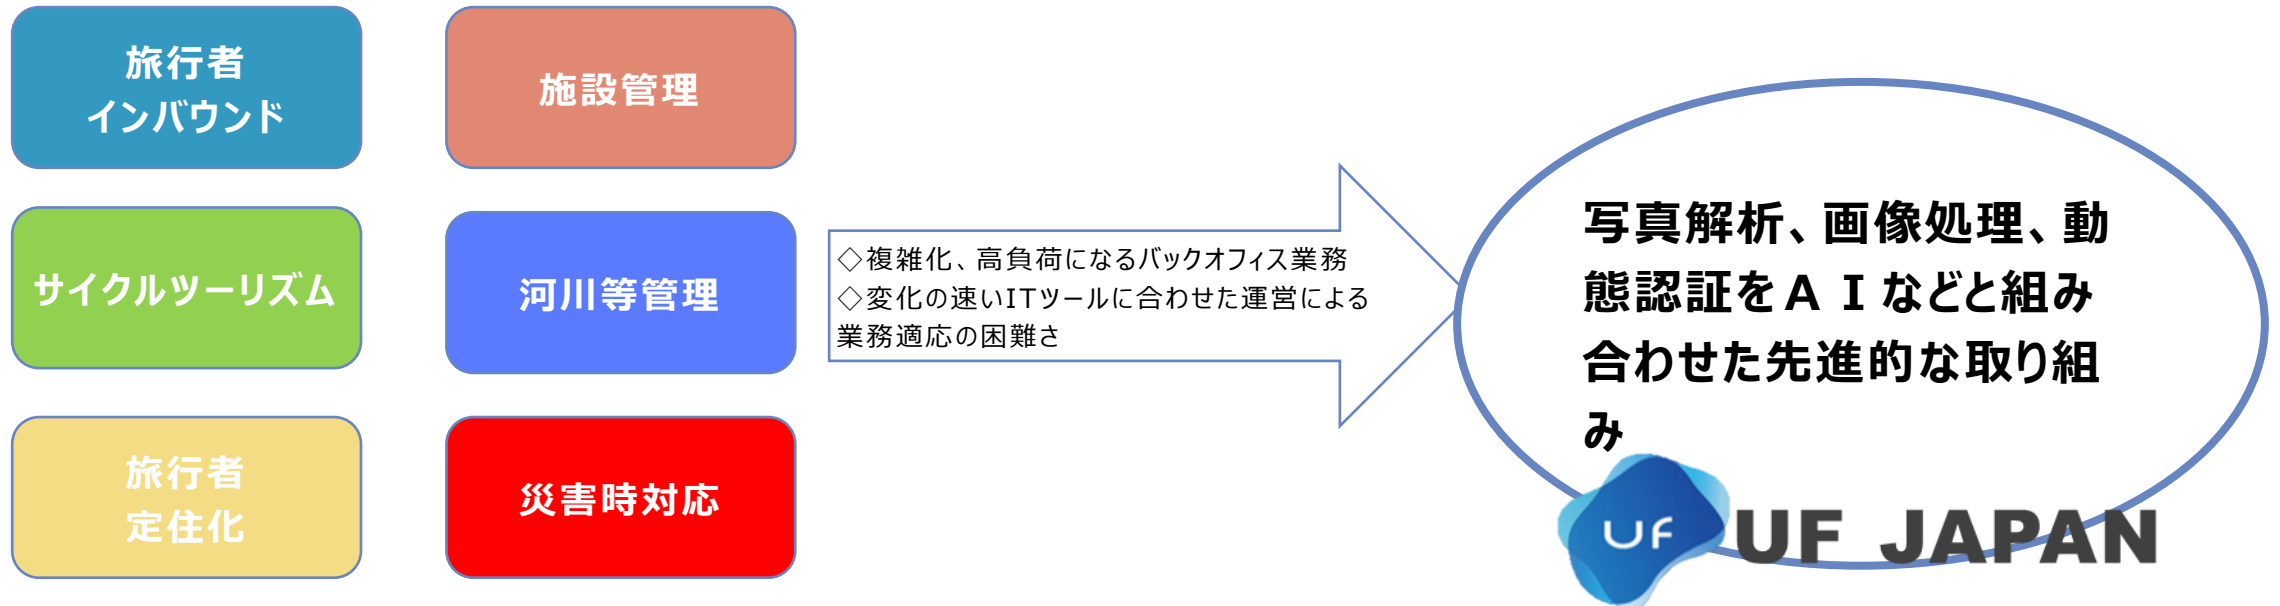 旅行者
インバウンド
施設管理
サイクルツーリズム
河川等管理
旅行者
定住化
災害時対応
◇複雑化、高負荷になるバックオフィス業務
◇変化の速いITツールに合わせた運営による
業務適応の困難さ
写真解析、画像処理、動
態認証をＡＩなどと組み
合わせた先進的な取り組
み
UF
UF JAPAN